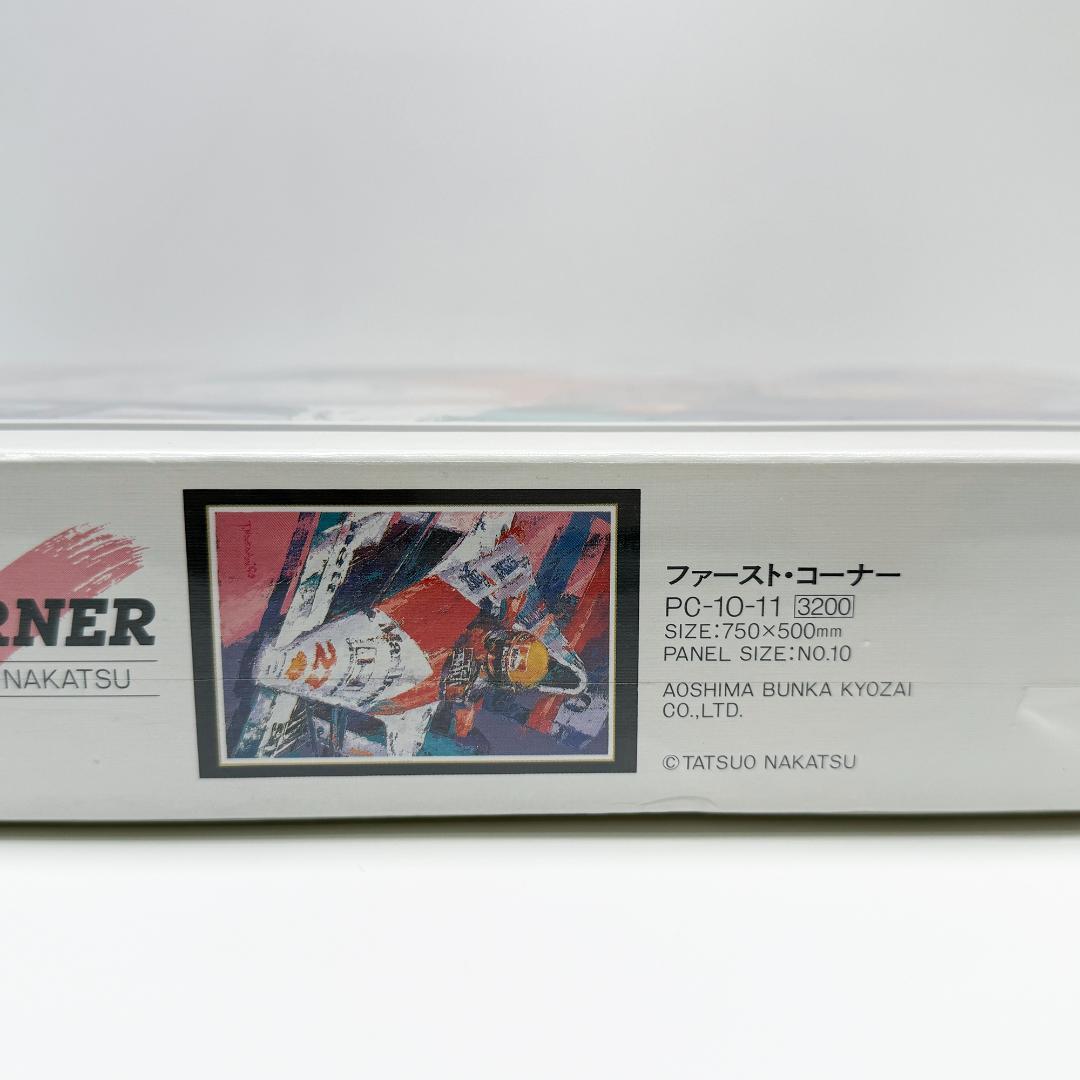 RNER
NAKATSU
ファースト・コーナー
PC-10-11 3200
SIZE:750×500mm
PANEL SIZE:NO.10
AOSHIMA BUNKA KYOZAI
CO.,LTD.
©TATSUO NAKATSU